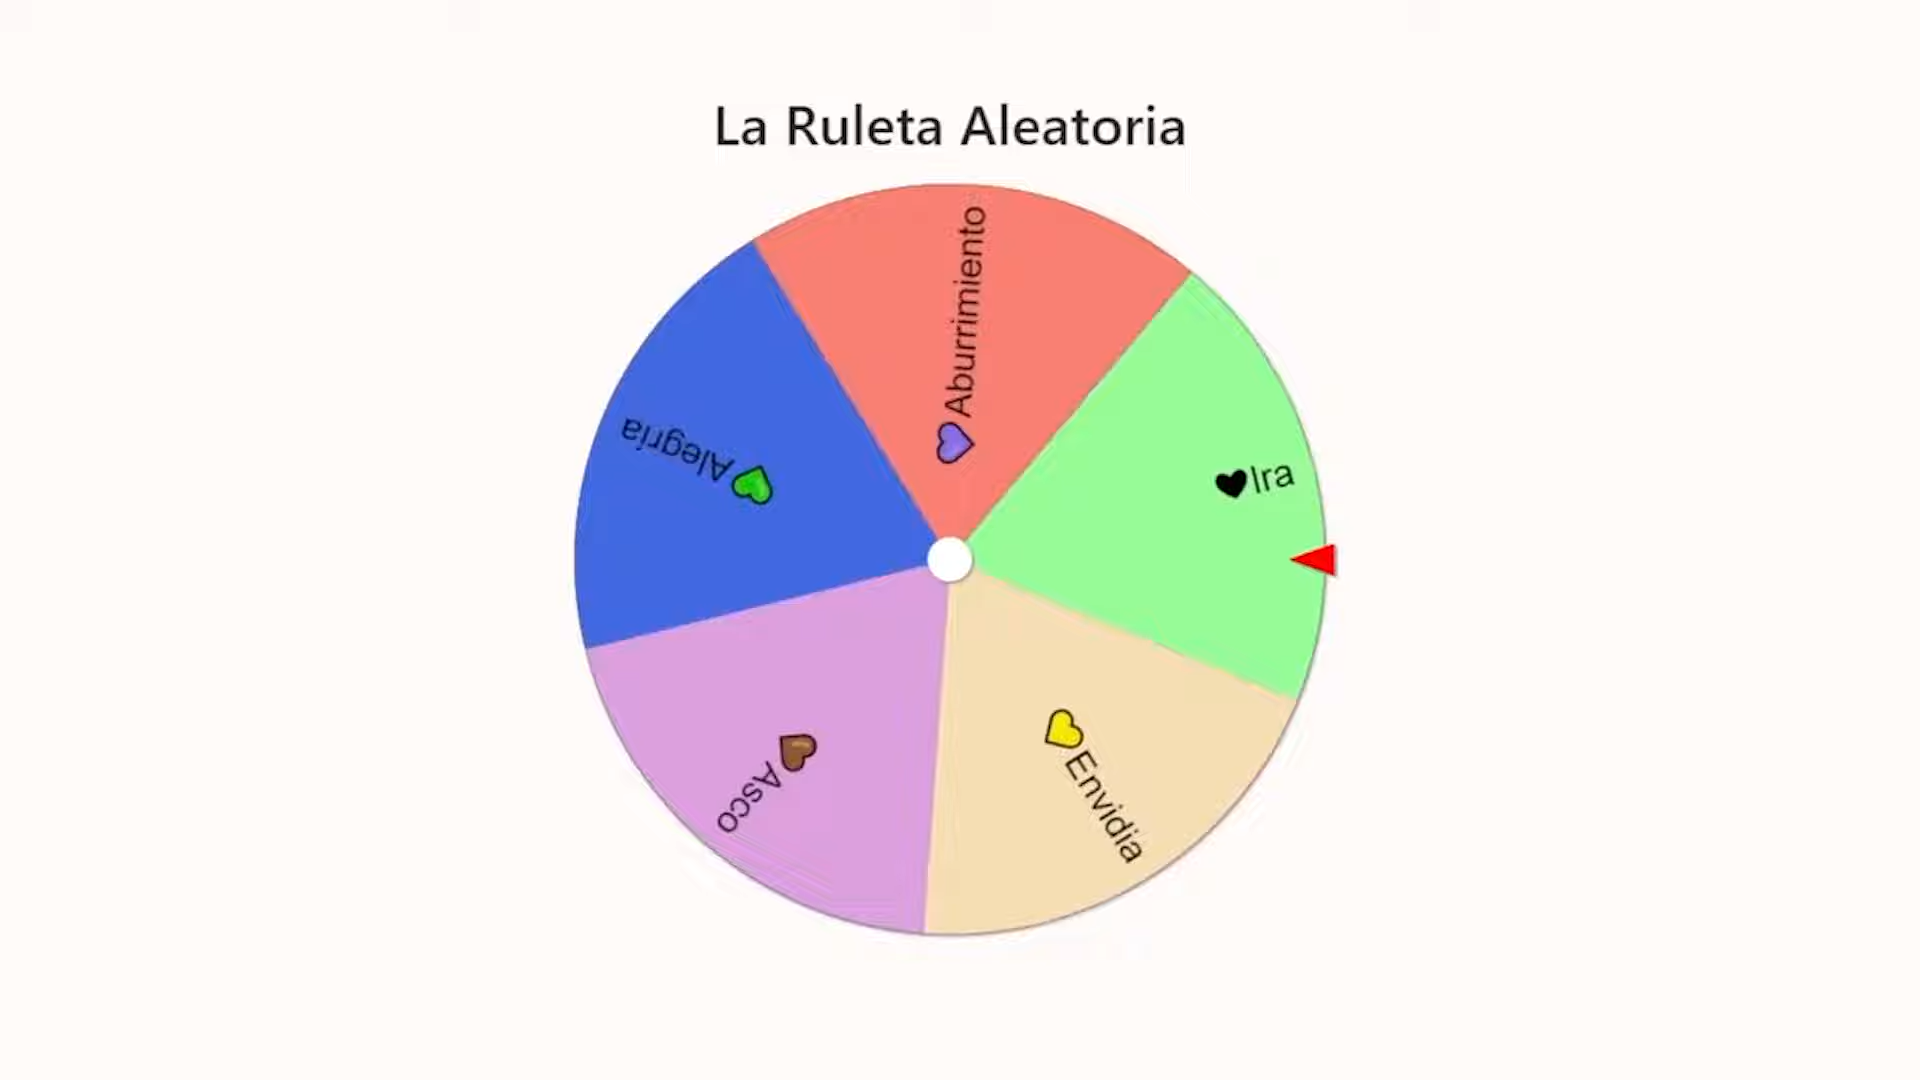 La Ruleta Aleatoria
💜Aburrimiento
🖤Ira
💛Envidia
🤎Asco
💚Alegría